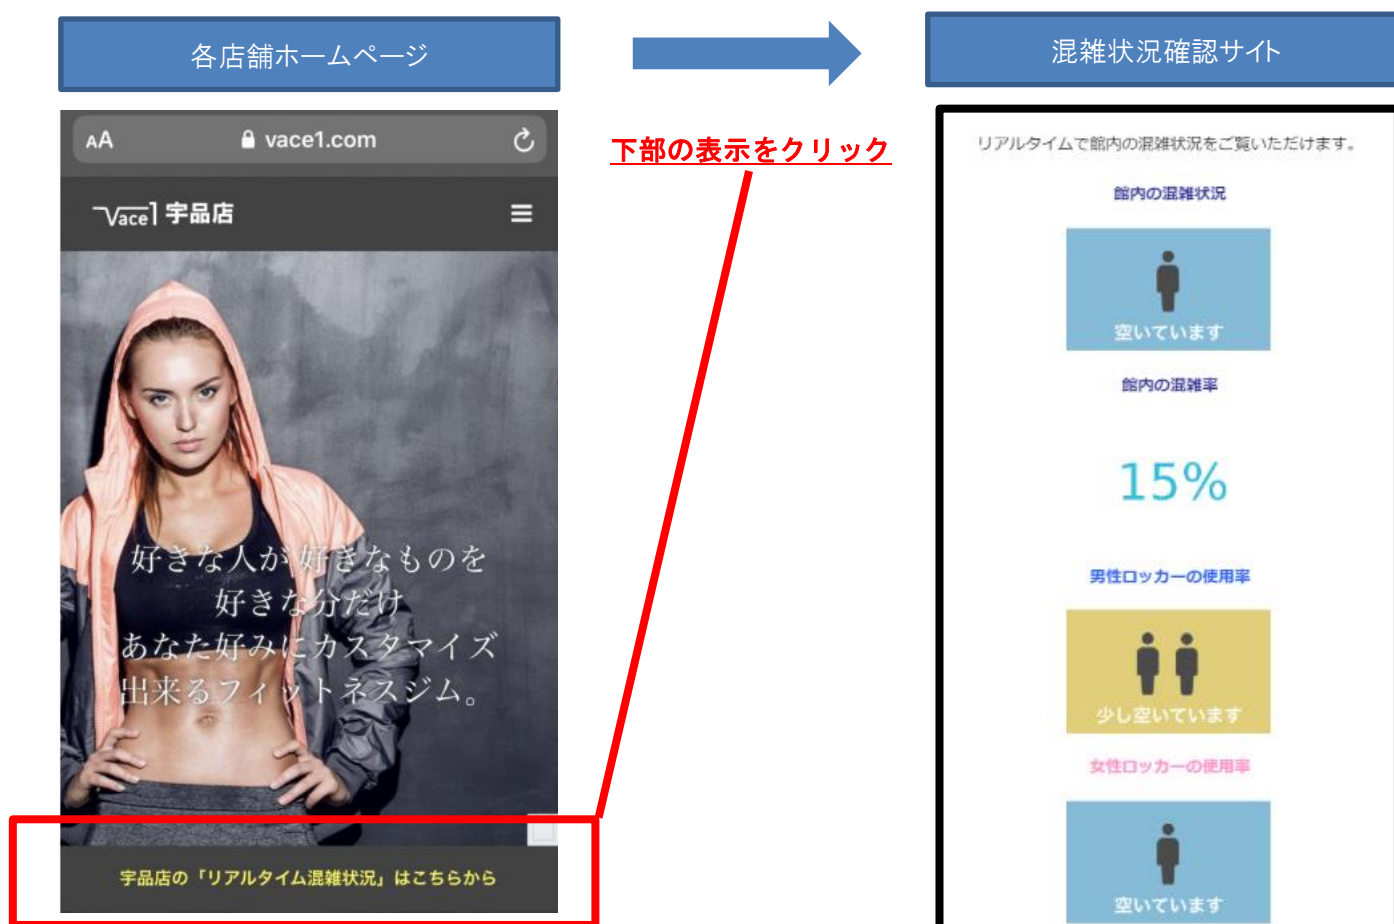 各店舗ホームページ
混雑状況確認サイト
下部の表示をクリック
AA vace1.com
Vace1 宇品店
好きな人が好きなものを
好きな分だけ
あなた好みにカスタマイズ
出来るフィットネスジム。
宇品店の「リアルタイム混雑状況」はこちらから
リアルタイムで館内の混雑状況をご覧いただけます。
館内の混雑状況
空いています
館内の混雑率
15%
男性ロッカーの使用率
少し空いています
女性ロッカーの使用率
空いています